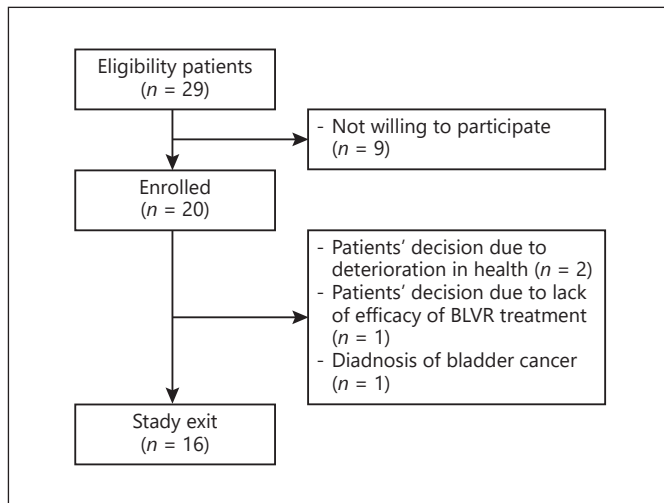 Eligibility patients
(n = 29)
- Not willing to participate
(n = 9)
Enrolled
(n = 20)
- Patients’ decision due to
deterioration in health (n = 2)
- Patients’ decision due to lack
of efficacy of BLVR treatment
(n = 1)
- Diadnosis of bladder cancer
(n = 1)
Stady exit
(n = 16)